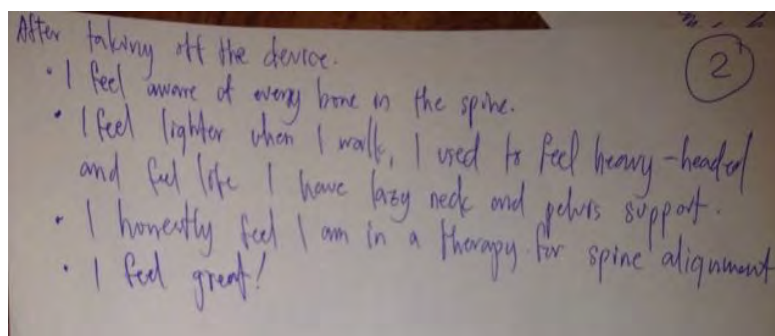 After taking off the device.
2
• I feel aware of every bone in the spine.
• I feel lighter when I walk, I used to feel heavy-headed
and feel like I have lazy neck and pelvis support.
• I honestly feel I am in a therapy for spine alignment
• I feel great!